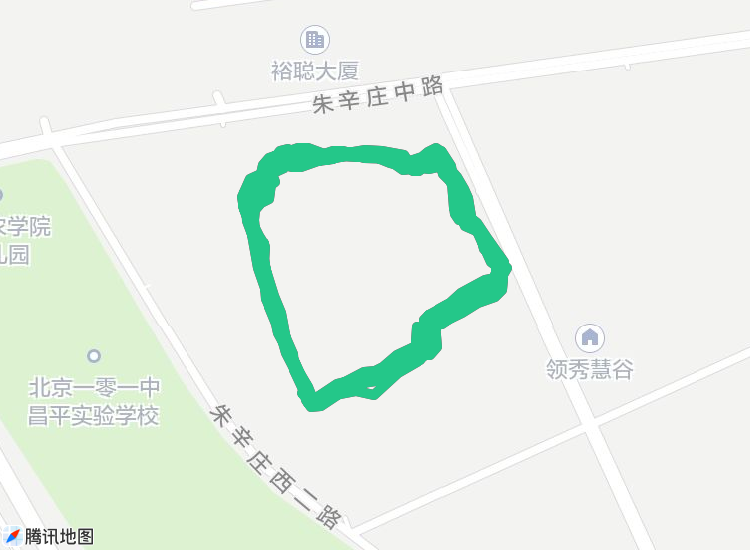 裕聪大厦
朱辛庄中路
农学院
儿园
北京一零一中
昌平实验学校
领秀慧谷
朱辛庄西二路
腾讯地图